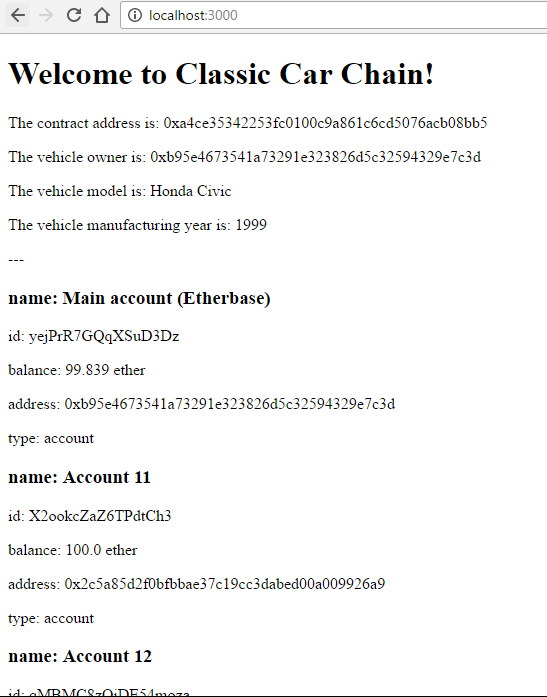 localhost:3000
Welcome to Classic Car Chain!
The contract address is: 0xa4ce35342253fc0100c9a861c6cd5076acb08bb5
The vehicle owner is: 0xb95e4673541a73291e323826d5c32594329e7c3d
The vehicle model is: Honda Civic
The vehicle manufacturing year is: 1999
---
name: Main account (Etherbase)
id: yejPrR7GQqXSuD3Dz
balance: 99.839 ether
address: 0xb95e4673541a73291e323826d5c32594329e7c3d
type: account
name: Account 11
id: X2ookcZaZ6TPdtCh3
balance: 100.0 ether
address: 0x2c5a85d2f0bfbbae37c19cc3dabed00a009926a9
type: account
name: Account 12
id: